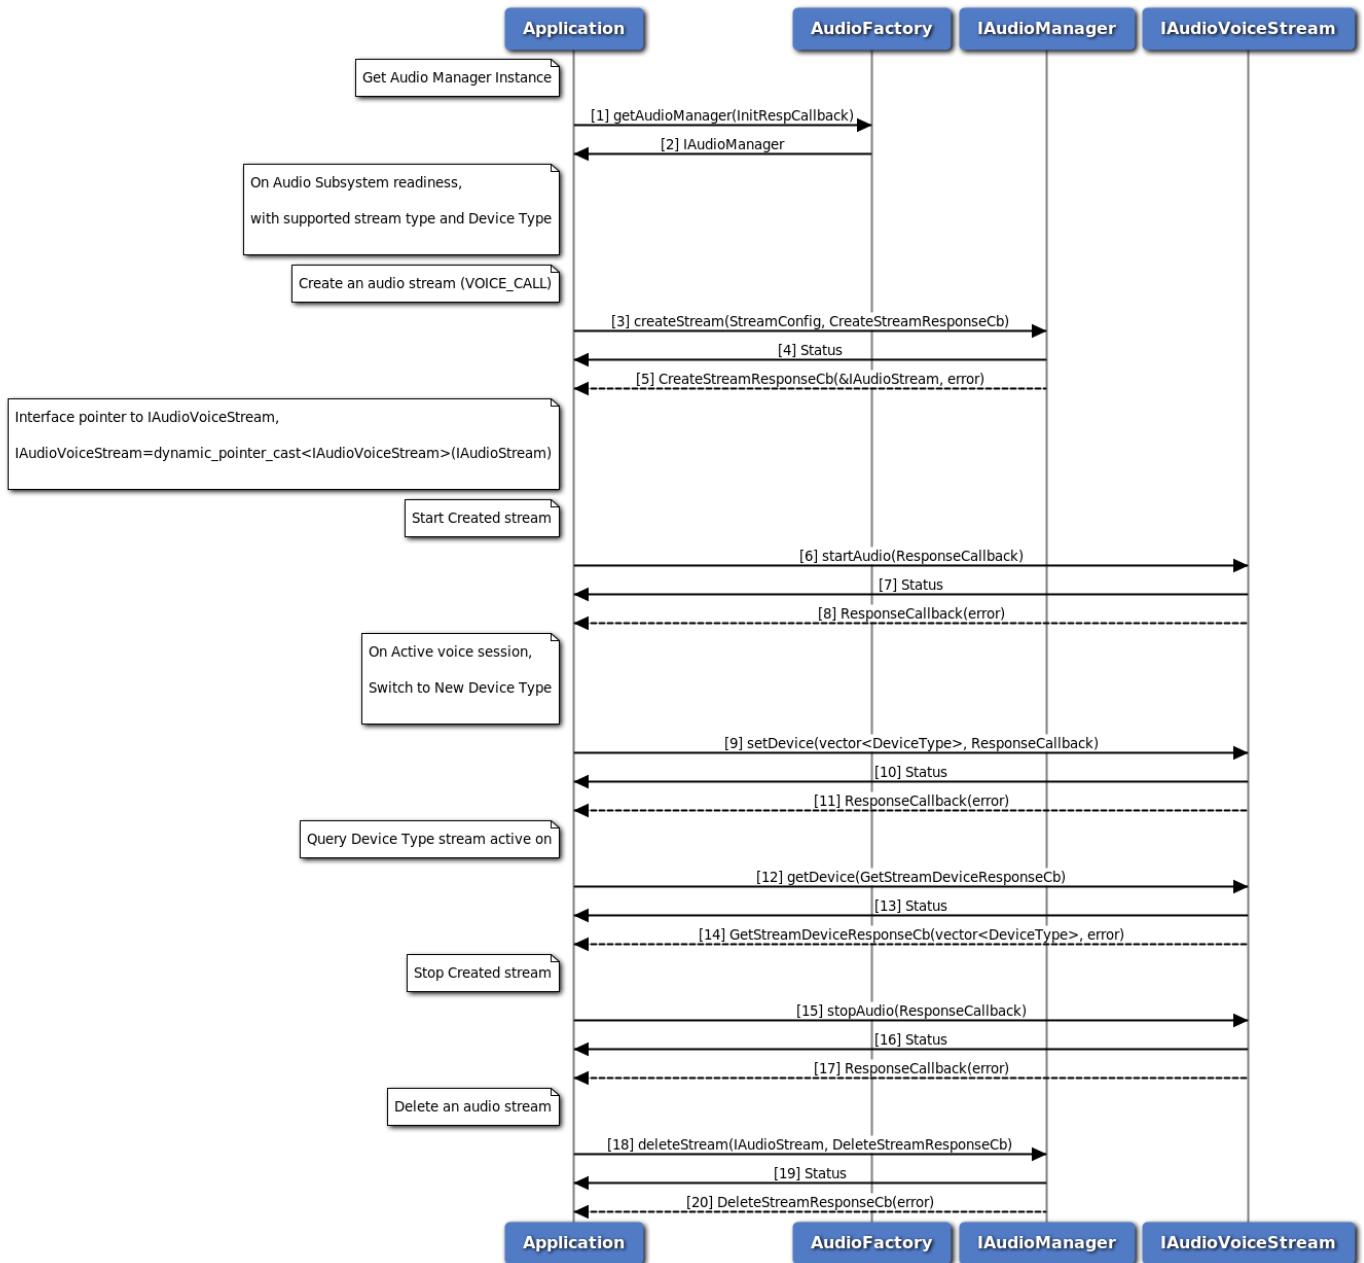 Application
AudioFactory
IAudioManager
IAudioVoiceStream
Get Audio Manager Instance
[1] getAudioManager(InitRespCallback)
[2] IAudioManager
On Audio Subsystem readiness,
with supported stream type and Device Type
Create an audio stream (VOICE_CALL)
[3] createStream(StreamConfig, CreateStreamResponseCb)
[4] Status
[5] CreateStreamResponseCb(&IAudioStream, error)
Interface pointer to IAudioVoiceStream,
IAudioVoiceStream=dynamic_pointer_cast<IAudioVoiceStream>(IAudioStream)
Start Created stream
[6] startAudio(ResponseCallback)
[7] Status
[8] ResponseCallback(error)
On Active voice session,
Switch to New Device Type
[9] setDevice(vector<DeviceType>, ResponseCallback)
[10] Status
[11] ResponseCallback(error)
Query Device Type stream active on
[12] getDevice(GetStreamDeviceResponseCb)
[13] Status
[14] GetStreamDeviceResponseCb(vector<DeviceType>, error)
Stop Created stream
[15] stopAudio(ResponseCallback)
[16] Status
[17] ResponseCallback(error)
Delete an audio stream
[18] deleteStream(IAudioStream, DeleteStreamResponseCb)
[19] Status
[20] DeleteStreamResponseCb(error)
Application
AudioFactory
IAudioManager
IAudioVoiceStream